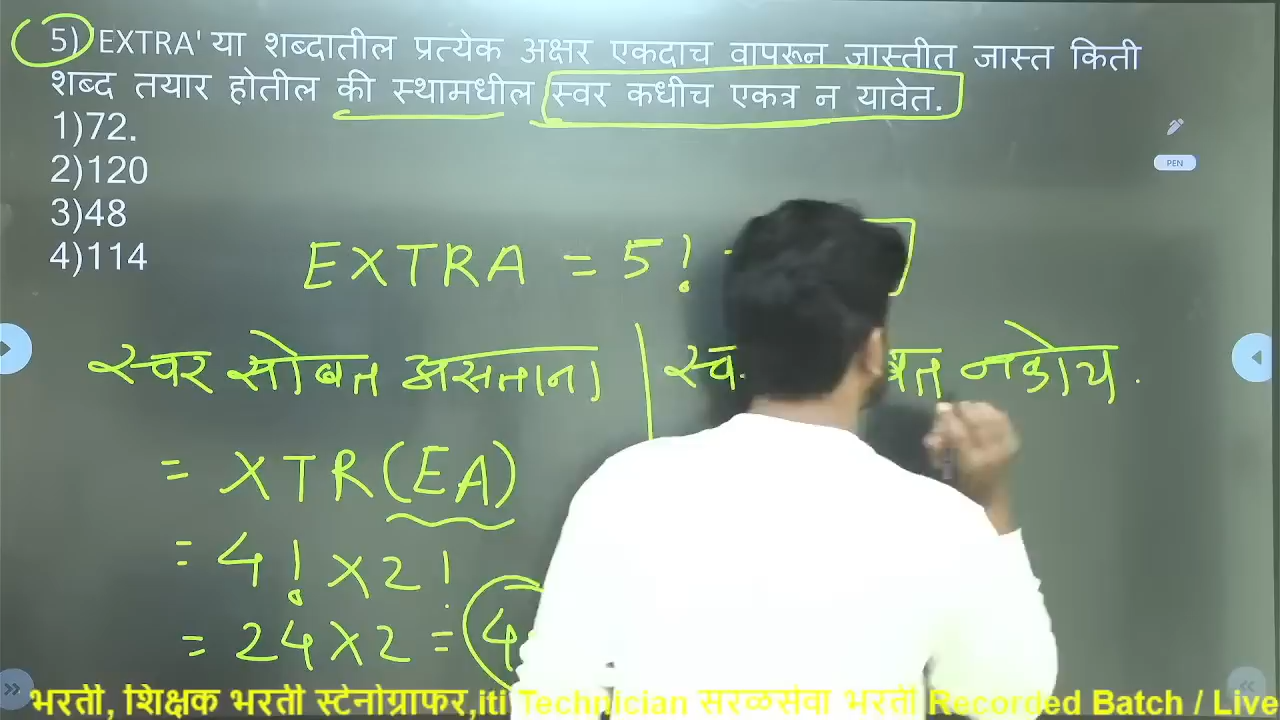 5) 'EXTRA' या शब्दातील प्रत्येक अक्षर एकदाच वापरून जास्तीत जास्त किती
शब्द तयार होतील की स्थामधील स्वर कधीच एकत्र न यावेत.
1)72.
2)120
3)48
4)114
PEN
EXTRA = 5!
स्वर सोबत असताना
नकोय.
= XTR(EA)
= 4! × 2!
= 24 × 2 =
भरती, शिक्षक भरती स्टेनोग्राफर,iti Technician सरळसेवा भरती Recorded Batch / Live